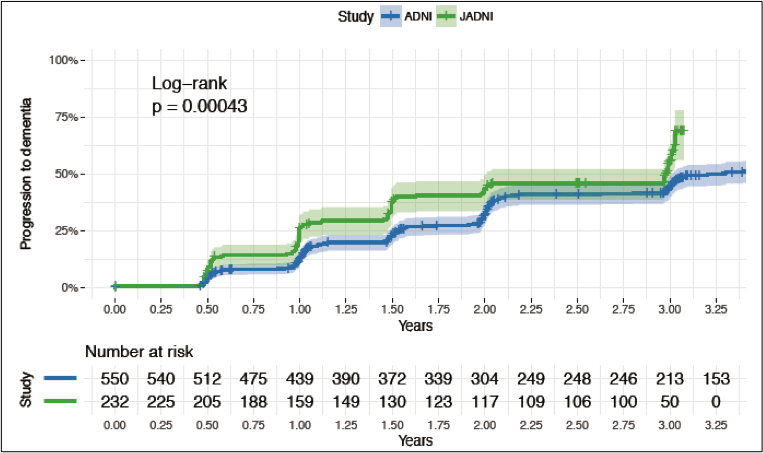 Study ADNI JADNI
100%
75%
50%
25%
0%
Progression to dementia
Log-rank
p = 0.00043
0.00 0.25 0.50 0.75 1.00 1.25 1.50 1.75 2.00 2.25 2.50 2.75 3.00 3.25
Years
Number at risk
Study
550 540 512 475 439 390 372 339 304 249 248 246 213 153
232 225 205 188 159 149 130 123 117 109 106 100 50 0
0.00 0.25 0.50 0.75 1.00 1.25 1.50 1.75 2.00 2.25 2.50 2.75 3.00 3.25
Years